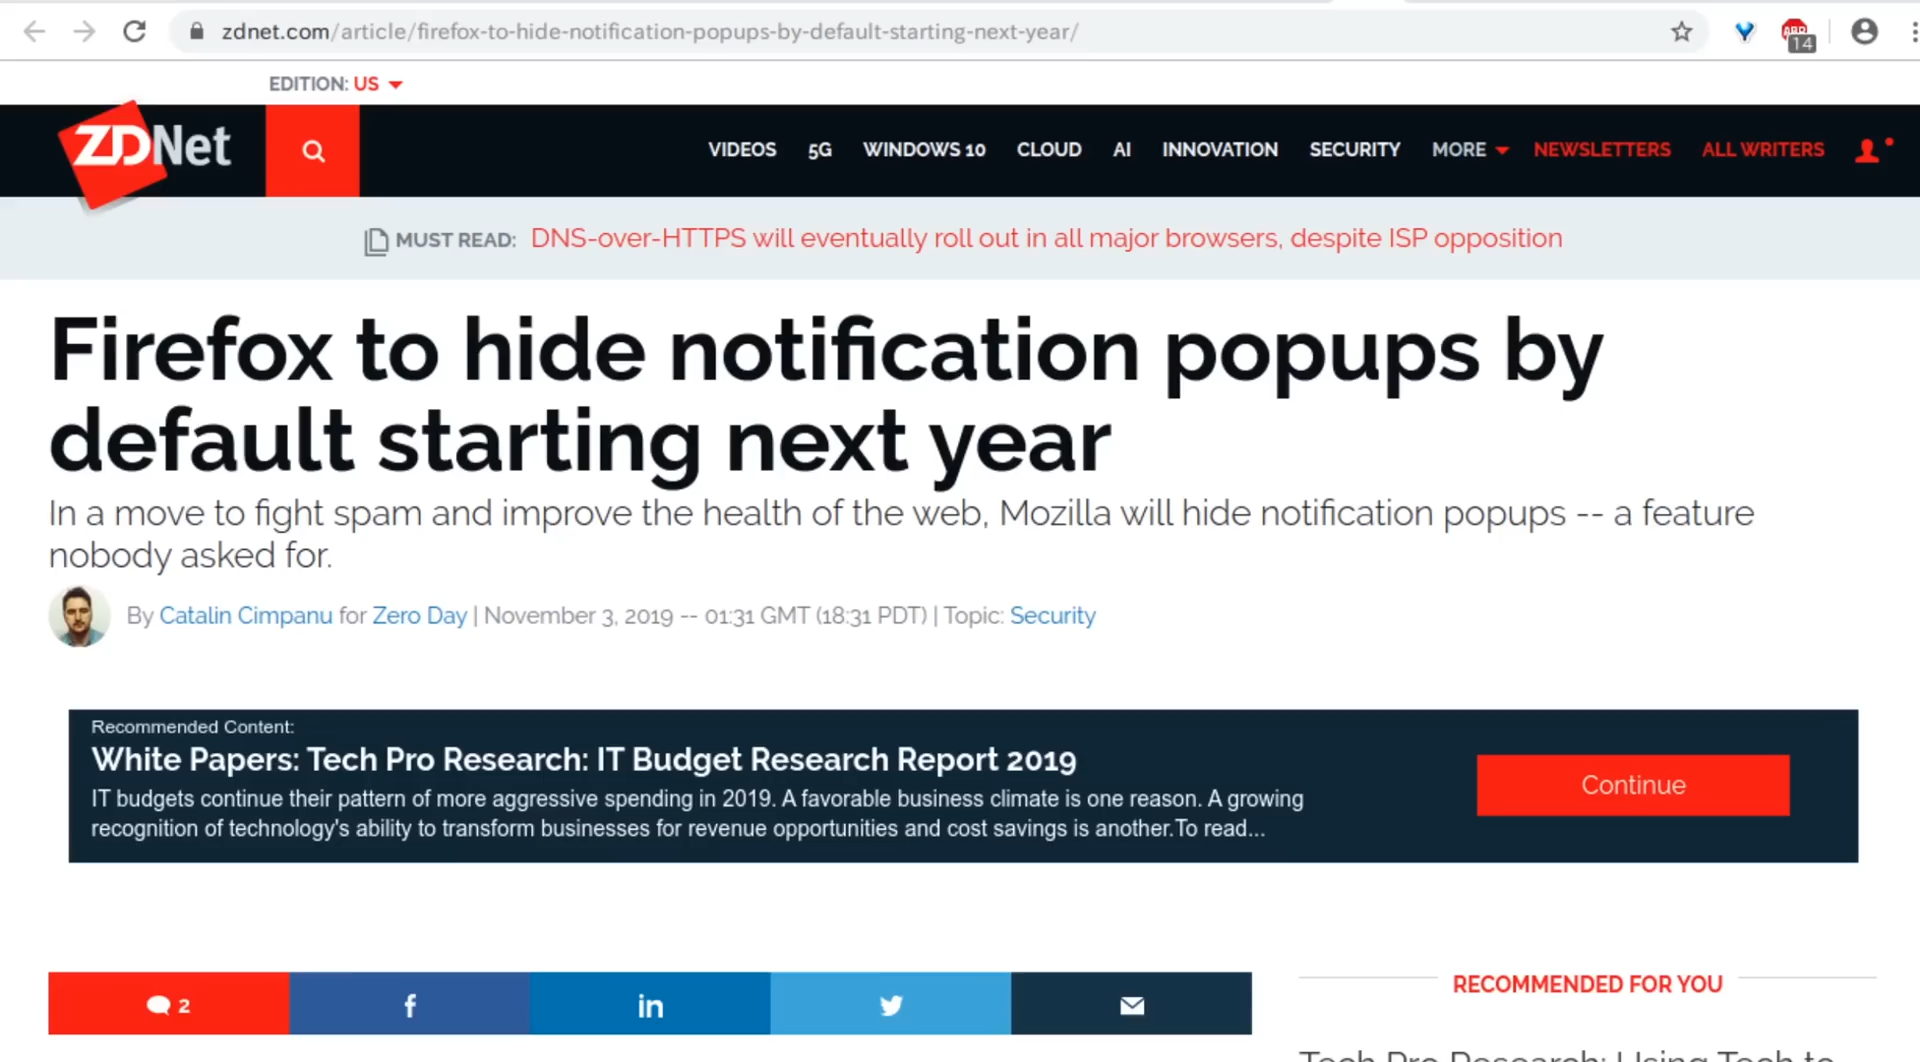 zdnet.com/article/firefox-to-hide-notification-popups-by-default-starting-next-year/
ABP
14
EDITION: US
ZDNet
VIDEOS 5G WINDOWS 10 CLOUD AI INNOVATION SECURITY MORE NEWSLETTERS ALL WRITERS
MUST READ: DNS-over-HTTPS will eventually roll out in all major browsers, despite ISP opposition
Firefox to hide notification popups by
default starting next year
In a move to fight spam and improve the health of the web, Mozilla will hide notification popups -- a feature
nobody asked for.
By Catalin Cimpanu for Zero Day | November 3, 2019 -- 01:31 GMT (18:31 PDT) | Topic: Security
Recommended Content:
White Papers: Tech Pro Research: IT Budget Research Report 2019
IT budgets continue their pattern of more aggressive spending in 2019. A favorable business climate is one reason. A growing
recognition of technology's ability to transform businesses for revenue opportunities and cost savings is another.To read...
Continue
2
f
in
RECOMMENDED FOR YOU
Tech Pro Research: Using Tech to